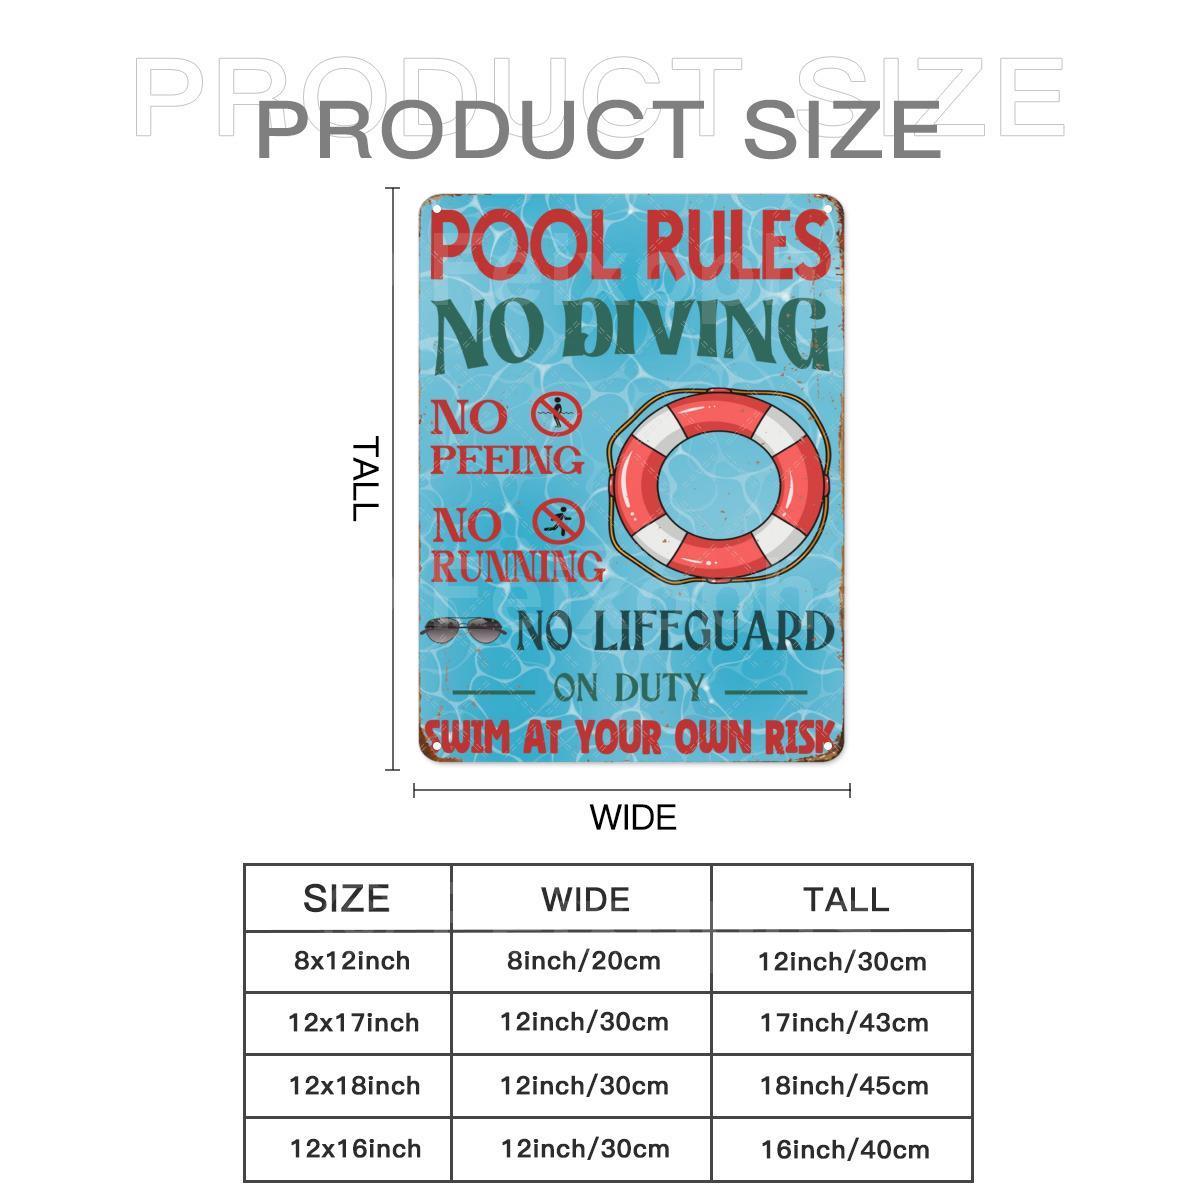 PRODUCT SIZE
PRODUCT SIZE
POOL RULES
NO DIVING
NO
PEEING
NO
RUNNING
NO LIFEGUARD
ON DUTY
SWIM AT YOUR OWN RISK
TALL
WIDE
SIZE WIDE TALL
8x12inch 8inch/20cm 12inch/30cm
12x17inch 12inch/30cm 17inch/43cm
12x18inch 12inch/30cm 18inch/45cm
12x16inch 12inch/30cm 16inch/40cm